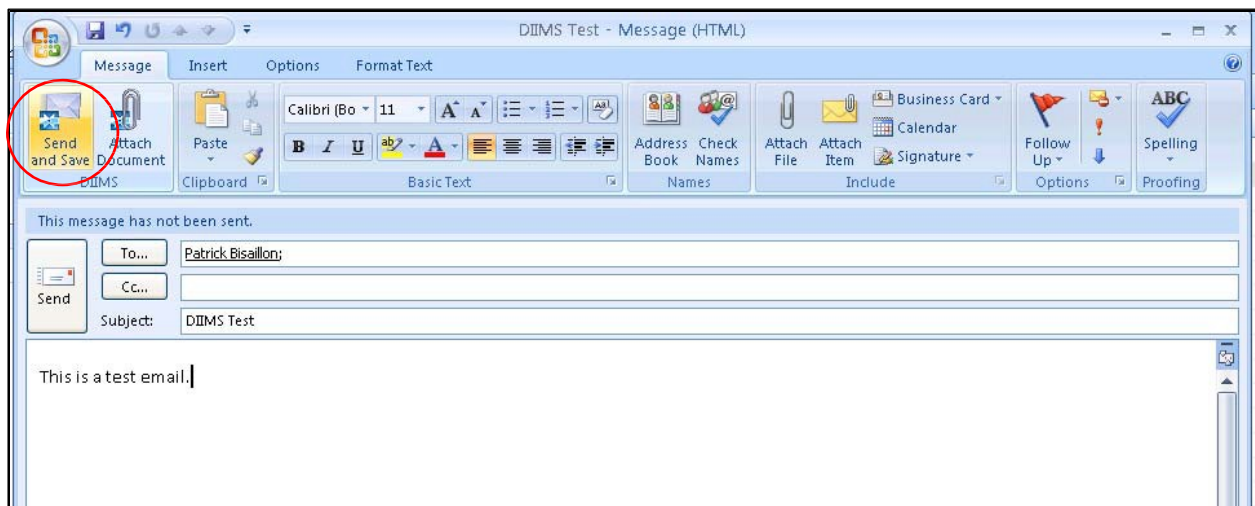 DIIMS Test - Message (HTML)
Message Insert Options Format Text
Send and Save
Attach Document
DIIMS
Paste
Clipboard
Calibri (Bo 11
B I U ab A
Basic Text
Address Book
Check Names
Names
Attach File
Attach Item
Business Card
Calendar
Signature
Include
Follow Up
Options
ABC
Spelling
Proofing
This message has not been sent.
Send
To... Patrick Bisaillon;
Cc...
Subject: DIIMS Test
This is a test email.